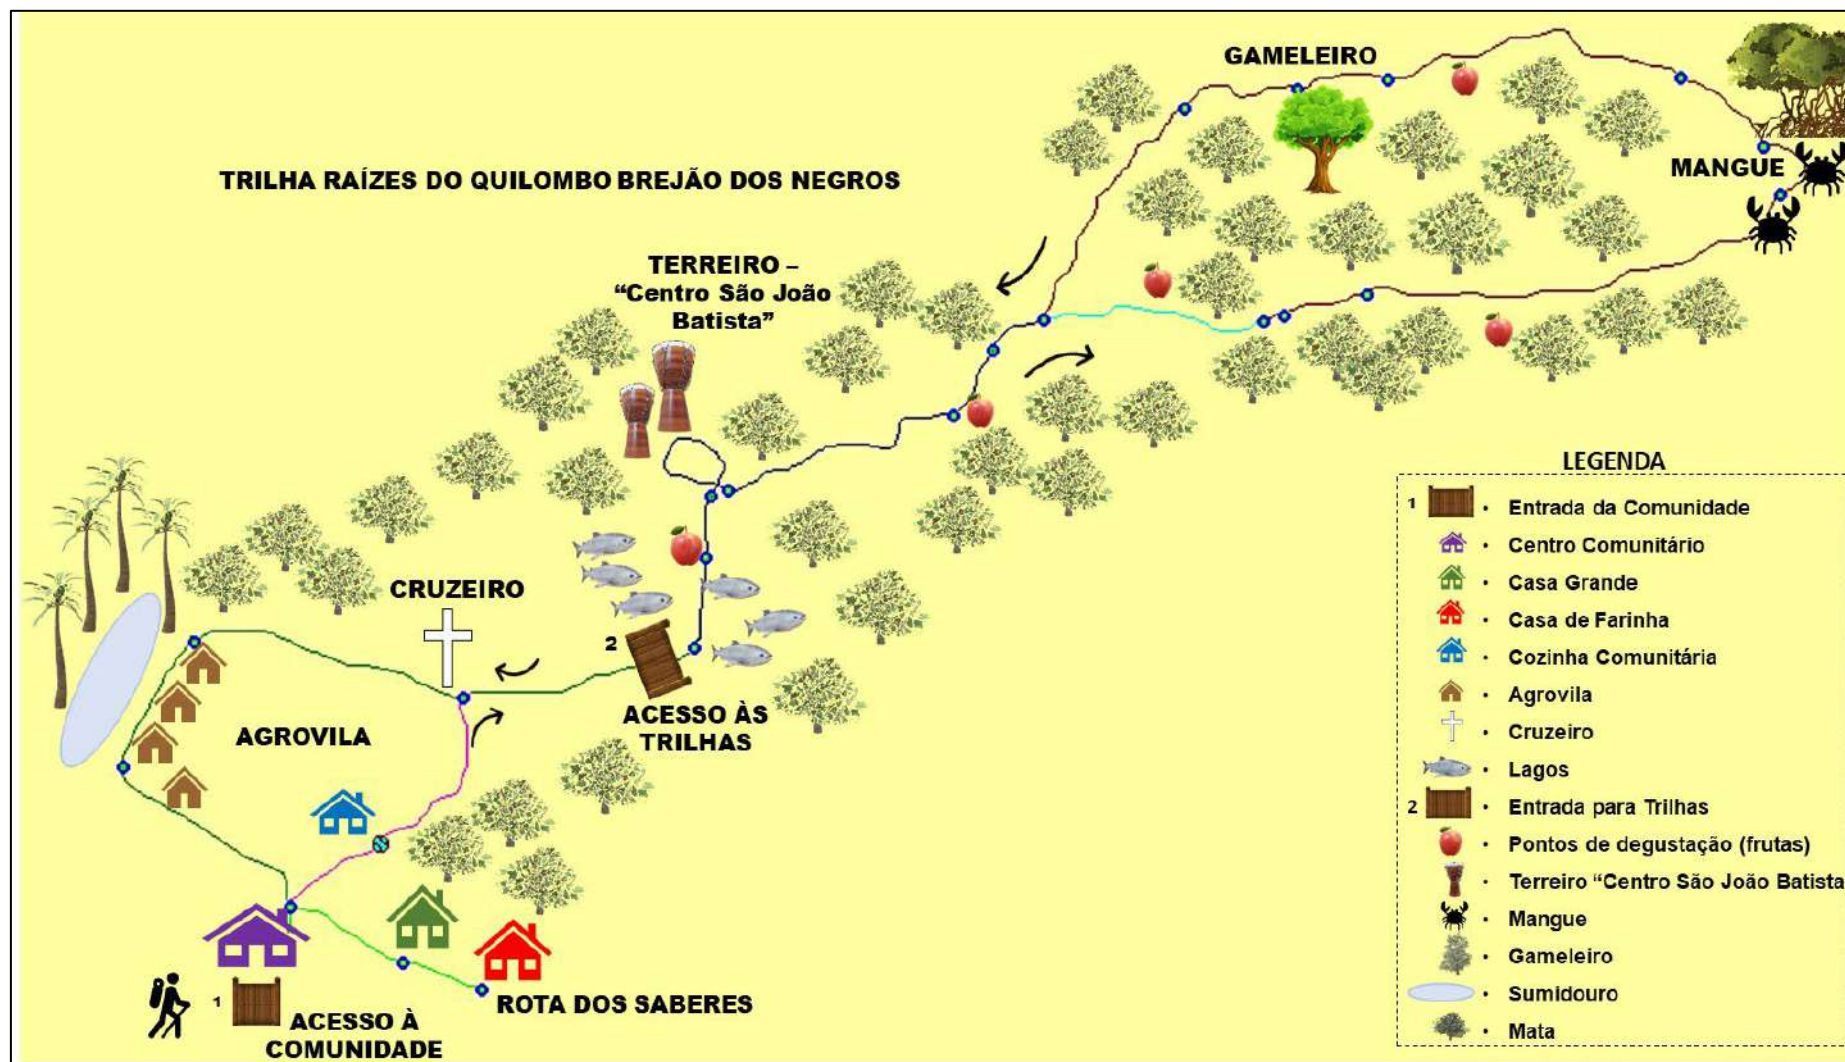 GAMELEIRO
MANGUE
TRILHA RAÍZES DO QUILOMBO BREJÃO DOS NEGROS
TERREIRO –
“Centro São João
Batista”
CRUZEIRO
2
ACESSO ÀS
TRILHAS
AGROVILA
1
ACESSO À
COMUNIDADE
ROTA DOS SABERES
LEGENDA
1 • Entrada da Comunidade
• Centro Comunitário
• Casa Grande
• Casa de Farinha
• Cozinha Comunitária
• Agrovila
• Cruzeiro
• Lagos
2 • Entrada para Trilhas
• Pontos de degustação (frutas)
• Terreiro “Centro São João Batista
• Mangue
• Gameleiro
• Sumidouro
• Mata